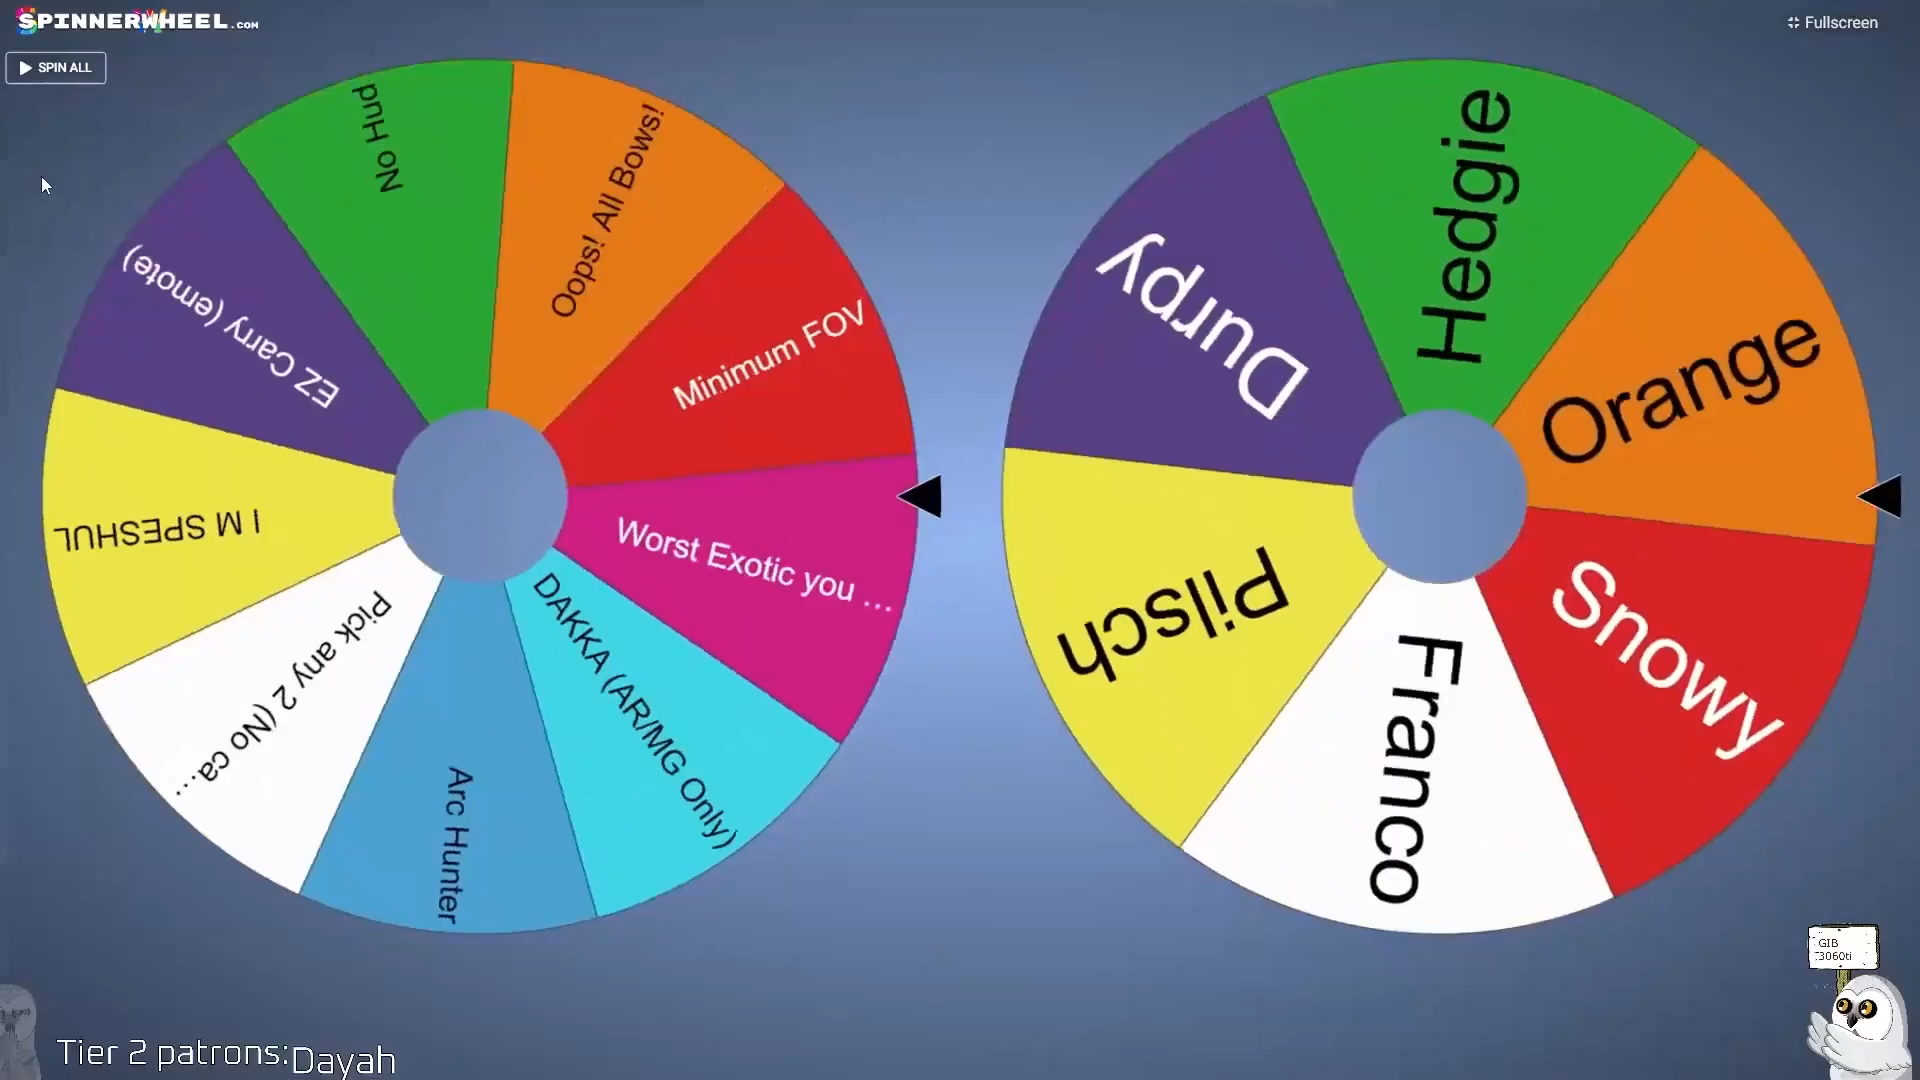 SPINNERWHEEL.COM
Fullscreen
SPIN ALL
No Hud
Oops! All Bows!
Minimum FOV
Worst Exotic you ...
DAKKA (AR/MG Only)
Arc Hunter
Pick any 2 (No ca...
I M SPESHUL
EZ Carry (emote)
Hedgie
Orange
Snowy
Franco
Pilsch
Durpy
GIB
3060ti
Tier 2 patrons: Dayah